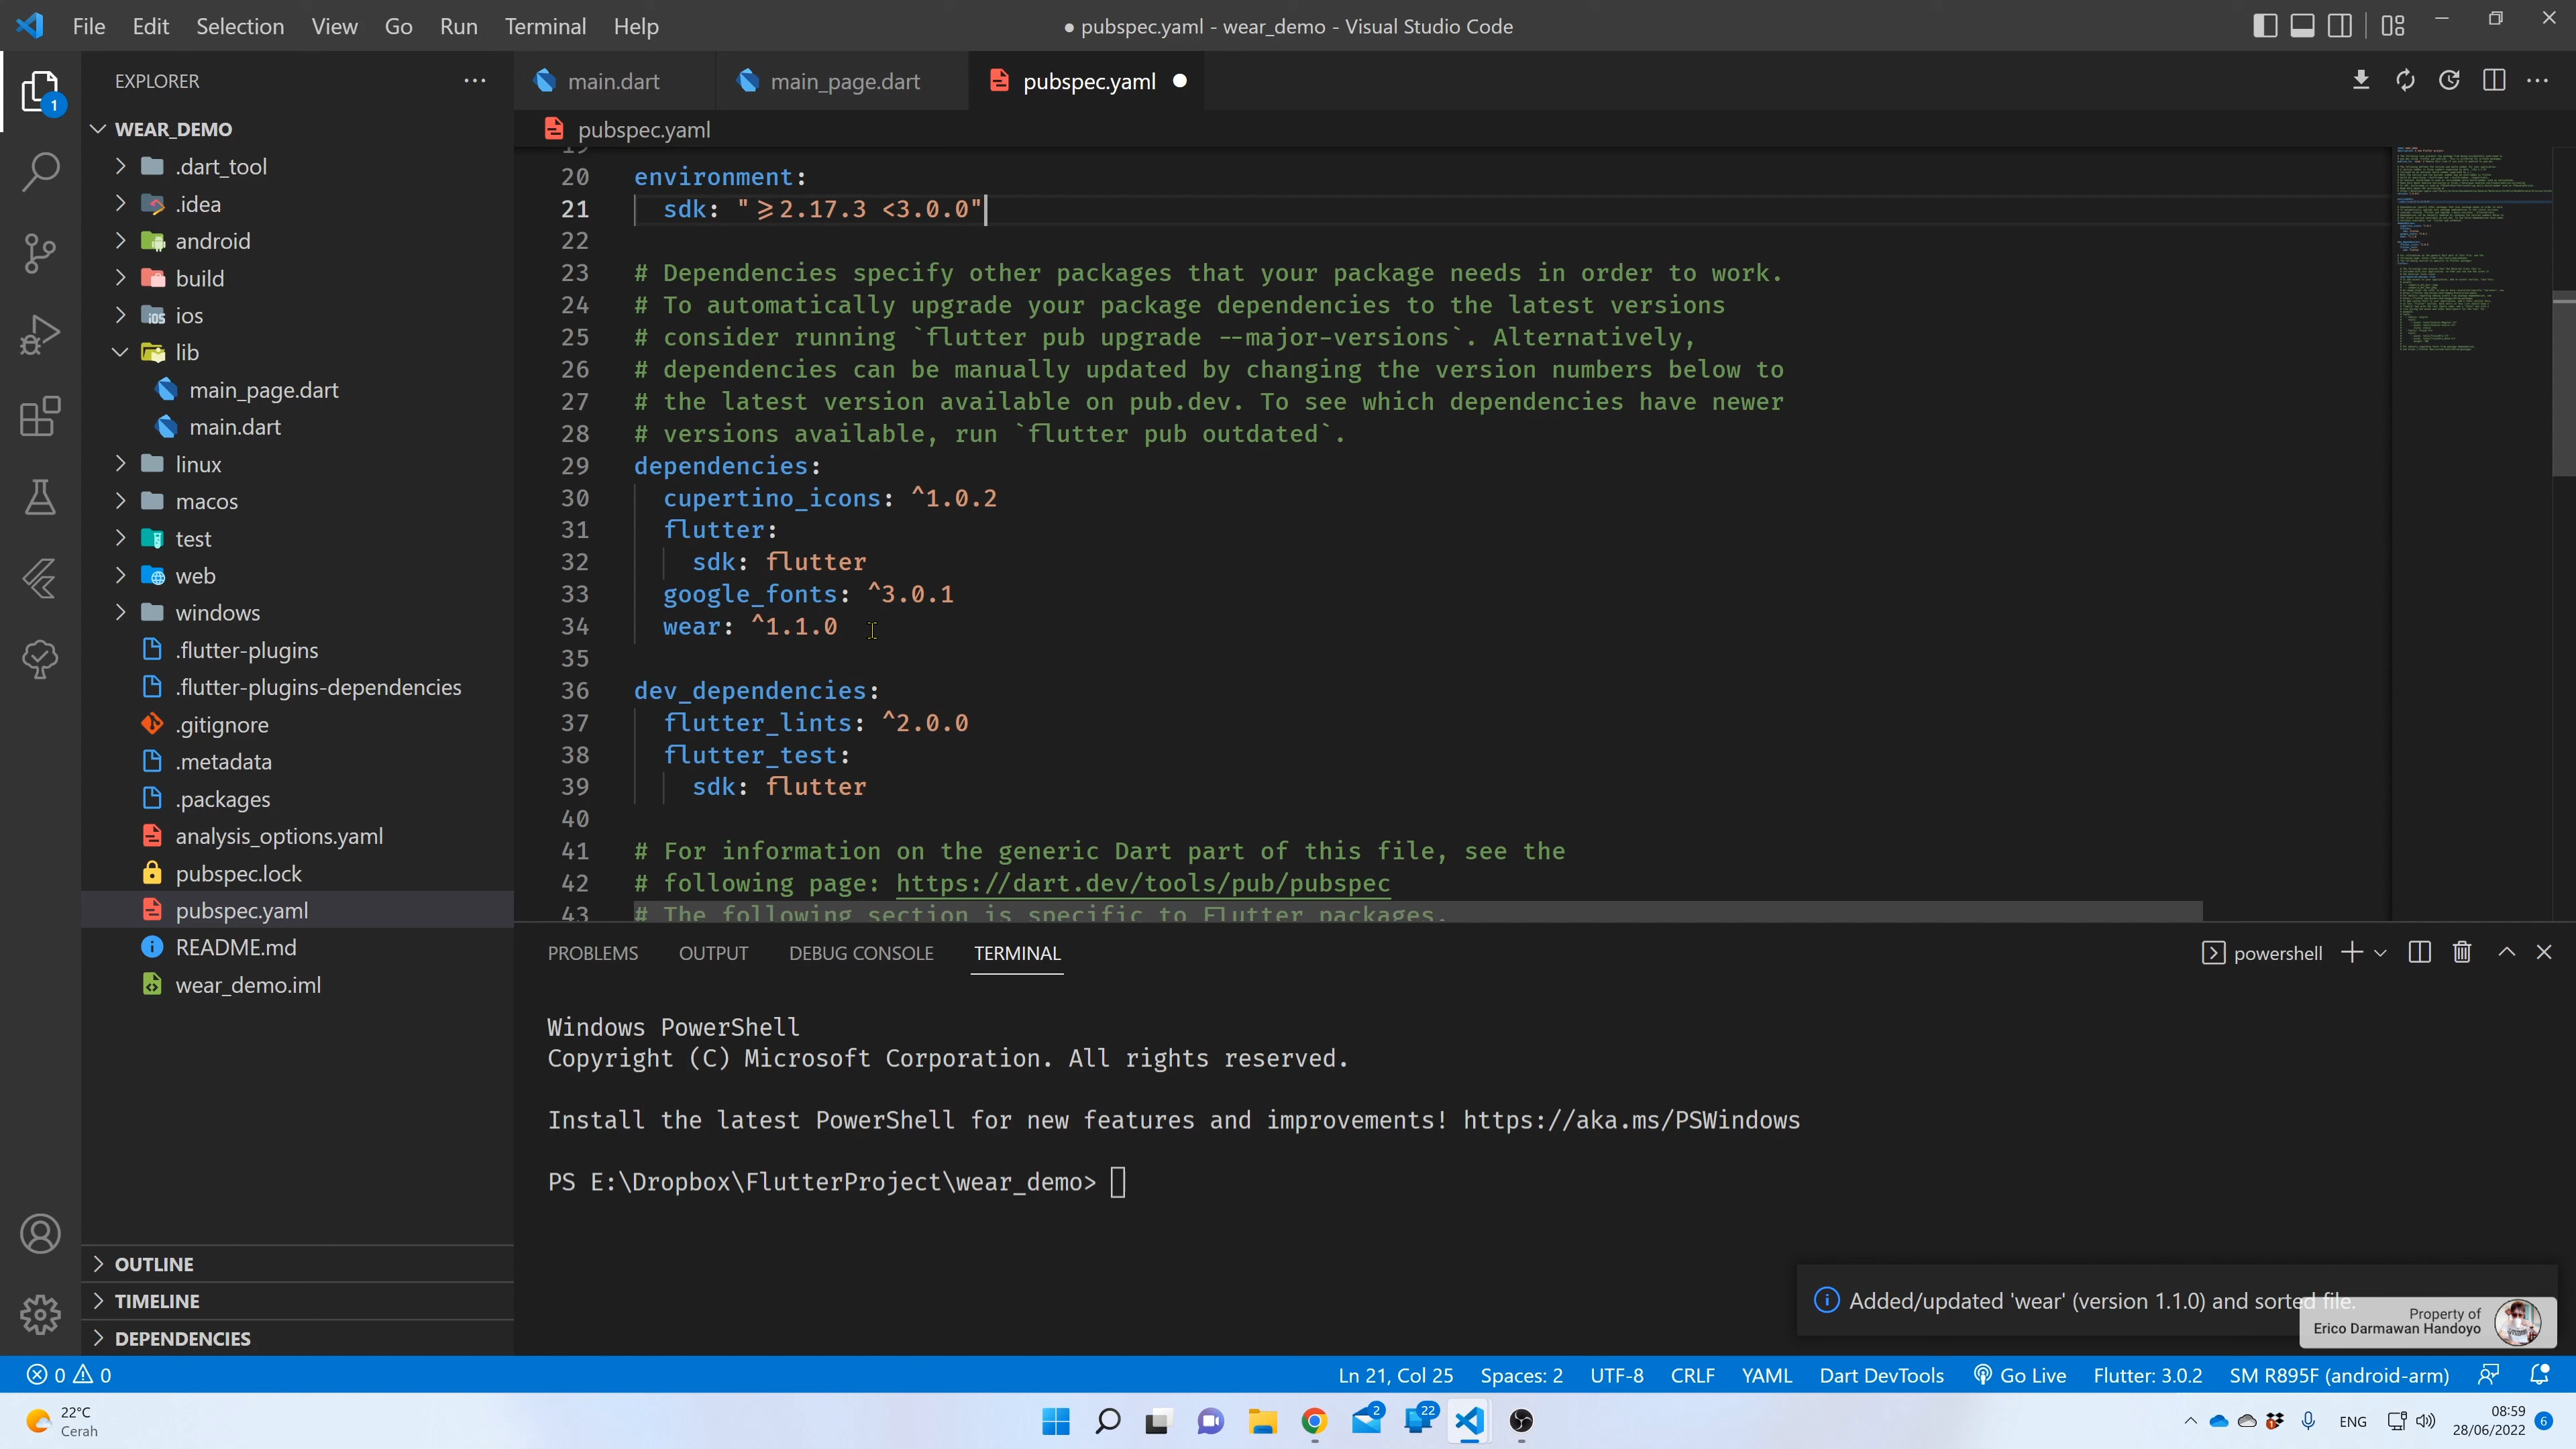 File Edit Selection View Go Run Terminal Help
● pubspec.yaml - wear_demo - Visual Studio Code
EXPLORER
WEAR_DEMO
.dart_tool
.idea
android
build
ios
lib
main_page.dart
main.dart
linux
macos
test
web
windows
.flutter-plugins
.flutter-plugins-dependencies
.gitignore
.metadata
.packages
analysis_options.yaml
pubspec.lock
pubspec.yaml
README.md
wear_demo.iml
OUTLINE
TIMELINE
DEPENDENCIES
1
main.dart main_page.dart pubspec.yaml
pubspec.yaml
19
20 environment:
21 sdk: ">=2.17.3 <3.0.0"
22
23 # Dependencies specify other packages that your package needs in order to work.
24 # To automatically upgrade your package dependencies to the latest versions
25 # consider running `flutter pub upgrade --major-versions`. Alternatively,
26 # dependencies can be manually updated by changing the version numbers below to
27 # the latest version available on pub.dev. To see which dependencies have newer
28 # versions available, run `flutter pub outdated`.
29 dependencies:
30 cupertino_icons: ^1.0.2
31 flutter:
32 sdk: flutter
33 google_fonts: ^3.0.1
34 wear: ^1.1.0
35
36 dev_dependencies:
37 flutter_lints: ^2.0.0
38 flutter_test:
39 sdk: flutter
40
41 # For information on the generic Dart part of this file, see the
42 # following page: https://dart.dev/tools/pub/pubspec
43 # The following section is specific to Flutter packages.
PROBLEMS OUTPUT DEBUG CONSOLE TERMINAL powershell
Windows PowerShell
Copyright (C) Microsoft Corporation. All rights reserved.
Install the latest PowerShell for new features and improvements! https://aka.ms/PSWindows
PS E:\Dropbox\FlutterProject\wear_demo>
Added/updated 'wear' (version 1.1.0) and sorted file.
Property of
Erico Darmawan Handoyo
0 0 Ln 21, Col 25 Spaces: 2 UTF-8 CRLF YAML Dart DevTools Go Live Flutter: 3.0.2 SM R895F (android-arm)
22°C
Cerah
2 22
ENG
08:59
28/06/2022
6